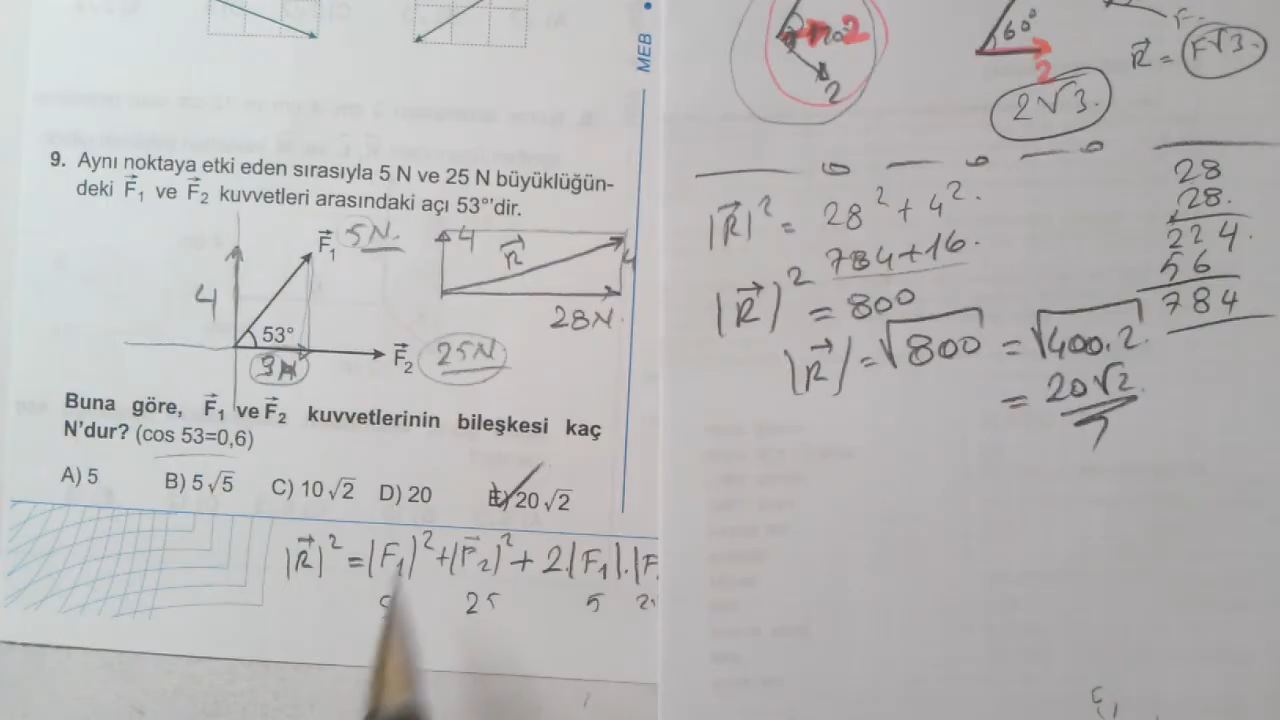 MEB •
9. Aynı noktaya etki eden sırasıyla 5 N ve 25 N büyüklüğün-
deki F₁ ve F₂ kuvvetleri arasındaki açı 53°'dir.
F₁ 5N.
4
53°
3N
F₂ 25N
4
R
4
28N.
Buna göre, F₁ ve F₂ kuvvetlerinin bileşkesi kaç
N'dur? (cos 53=0,6)
A) 5 B) 5√5 C) 10√2 D) 20 E) 20√2
|R|² = |F₁|² + |F₂|² + 2.|F₁|.|F
25 5
120° 2
2
60°
2
2√3.
R = F√3.
|R|² = 28² + 4².
784+16.
|R|² = 800
|R| = √800 = √400.2
= 20√2
28
28.
224.
56
784